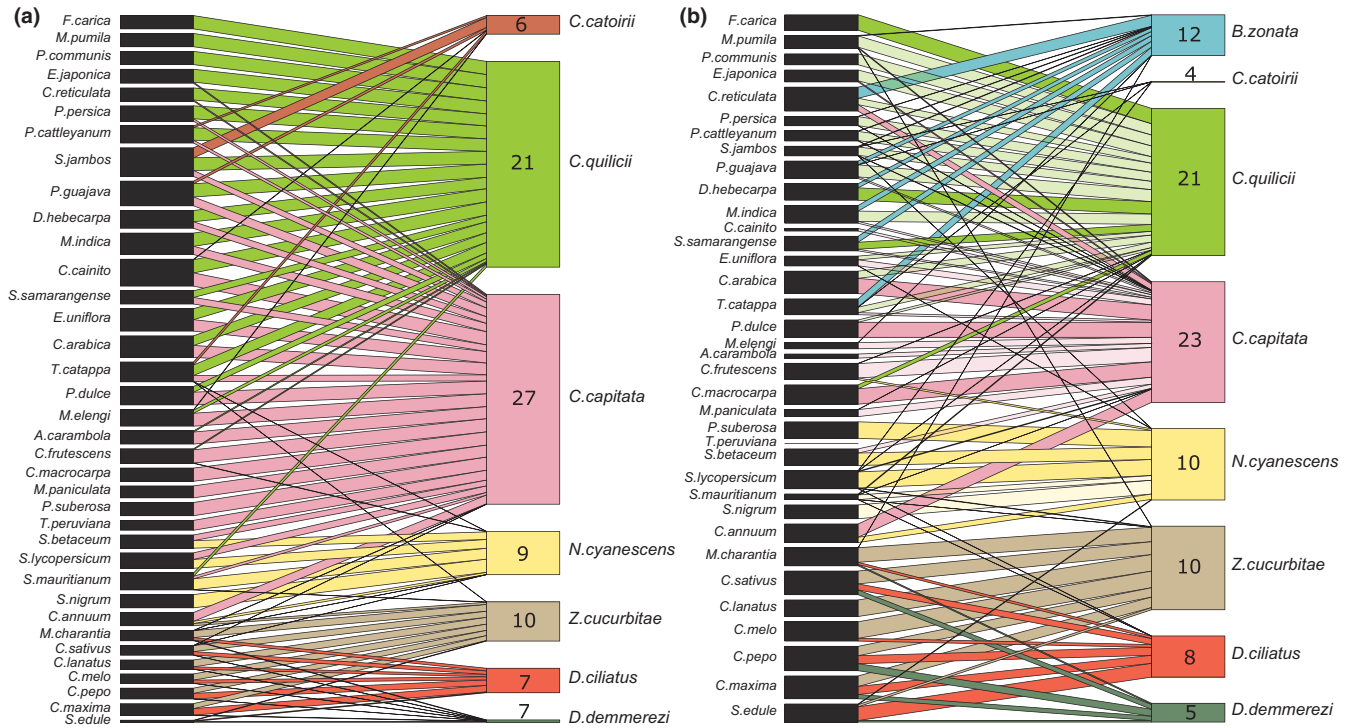 (a)
F.carica
M.pumila
P.communis
E.japonica
C.reticulata
P.persica
P.cattleyanum
S.jambos
P.guajava
D.hebecarpa
M.indica
C.cainito
S.samarangense
E.uniflora
C.arabica
T.catappa
P.dulce
M.elengi
A.carambola
C.frutescens
C.macrocarpa
M.paniculata
P.suberosa
T.peruviana
S.betaceum
S.lycopersicum
S.mauritianum
S.nigrum
C.annuum
M.charantia
C.sativus
C.lanatus
C.melo
C.pepo
C.maxima
S.edule
6 C.catoirii
21 C.quilicii
27 C.capitata
9 N.cyanescens
10 Z.cucurbitae
7 D.ciliatus
7 D.demmerezi
(b)
F.carica
M.pumila
P.communis
E.japonica
C.reticulata
P.persica
P.cattleyanum
S.jambos
P.guajava
D.hebecarpa
M.indica
C.cainito
S.samarangense
E.uniflora
C.arabica
T.catappa
P.dulce
M.elengi
A.carambola
C.frutescens
C.macrocarpa
M.paniculata
P.suberosa
T.peruviana
S.betaceum
S.lycopersicum
S.mauritianum
S.nigrum
C.annuum
M.charantia
C.sativus
C.lanatus
C.melo
C.pepo
C.maxima
S.edule
12 B.zonata
4 C.catoirii
21 C.quilicii
23 C.capitata
10 N.cyanescens
10 Z.cucurbitae
8 D.ciliatus
5 D.demmerezi